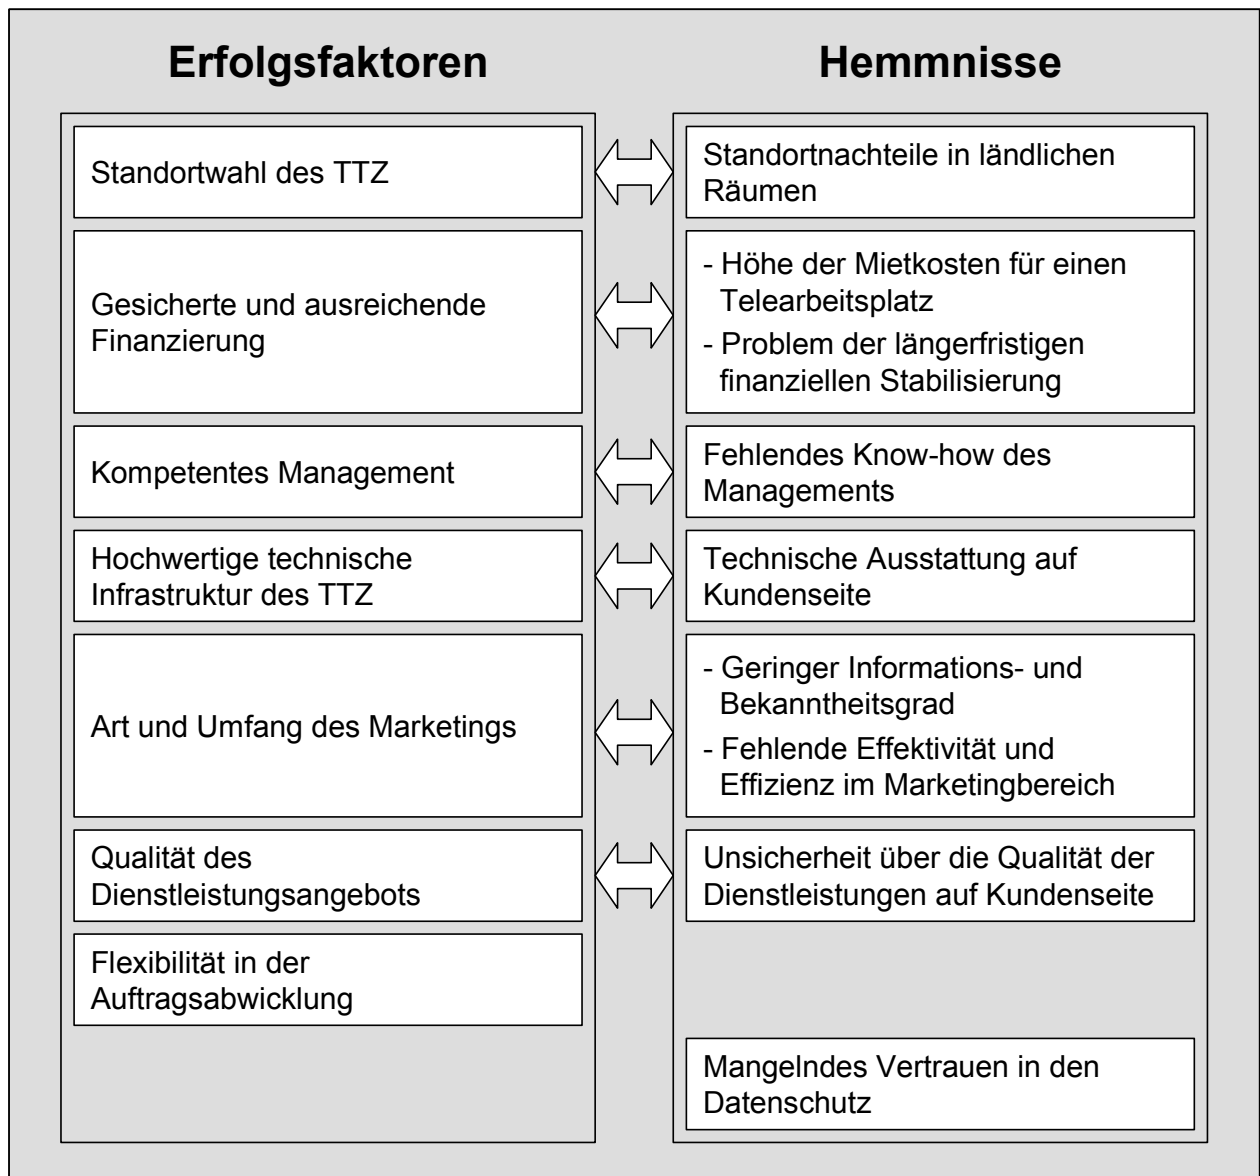 Erfolgsfaktoren
Hemmnisse
Standortwahl des TTZ
Standortnachteile in ländlichen
Räumen
Gesicherte und ausreichende
Finanzierung
- Höhe der Mietkosten für einen
Telearbeitsplatz
- Problem der längerfristigen
finanziellen Stabilisierung
Kompetentes Management
Fehlendes Know-how des
Managements
Hochwertige technische
Infrastruktur des TTZ
Technische Ausstattung auf
Kundenseite
Art und Umfang des Marketings
- Geringer Informations- und
Bekanntheitsgrad
- Fehlende Effektivität und
Effizienz im Marketingbereich
Qualität des
Dienstleistungsangebots
Unsicherheit über die Qualität der
Dienstleistungen auf Kundenseite
Flexibilität in der
Auftragsabwicklung
Mangelndes Vertrauen in den
Datenschutz